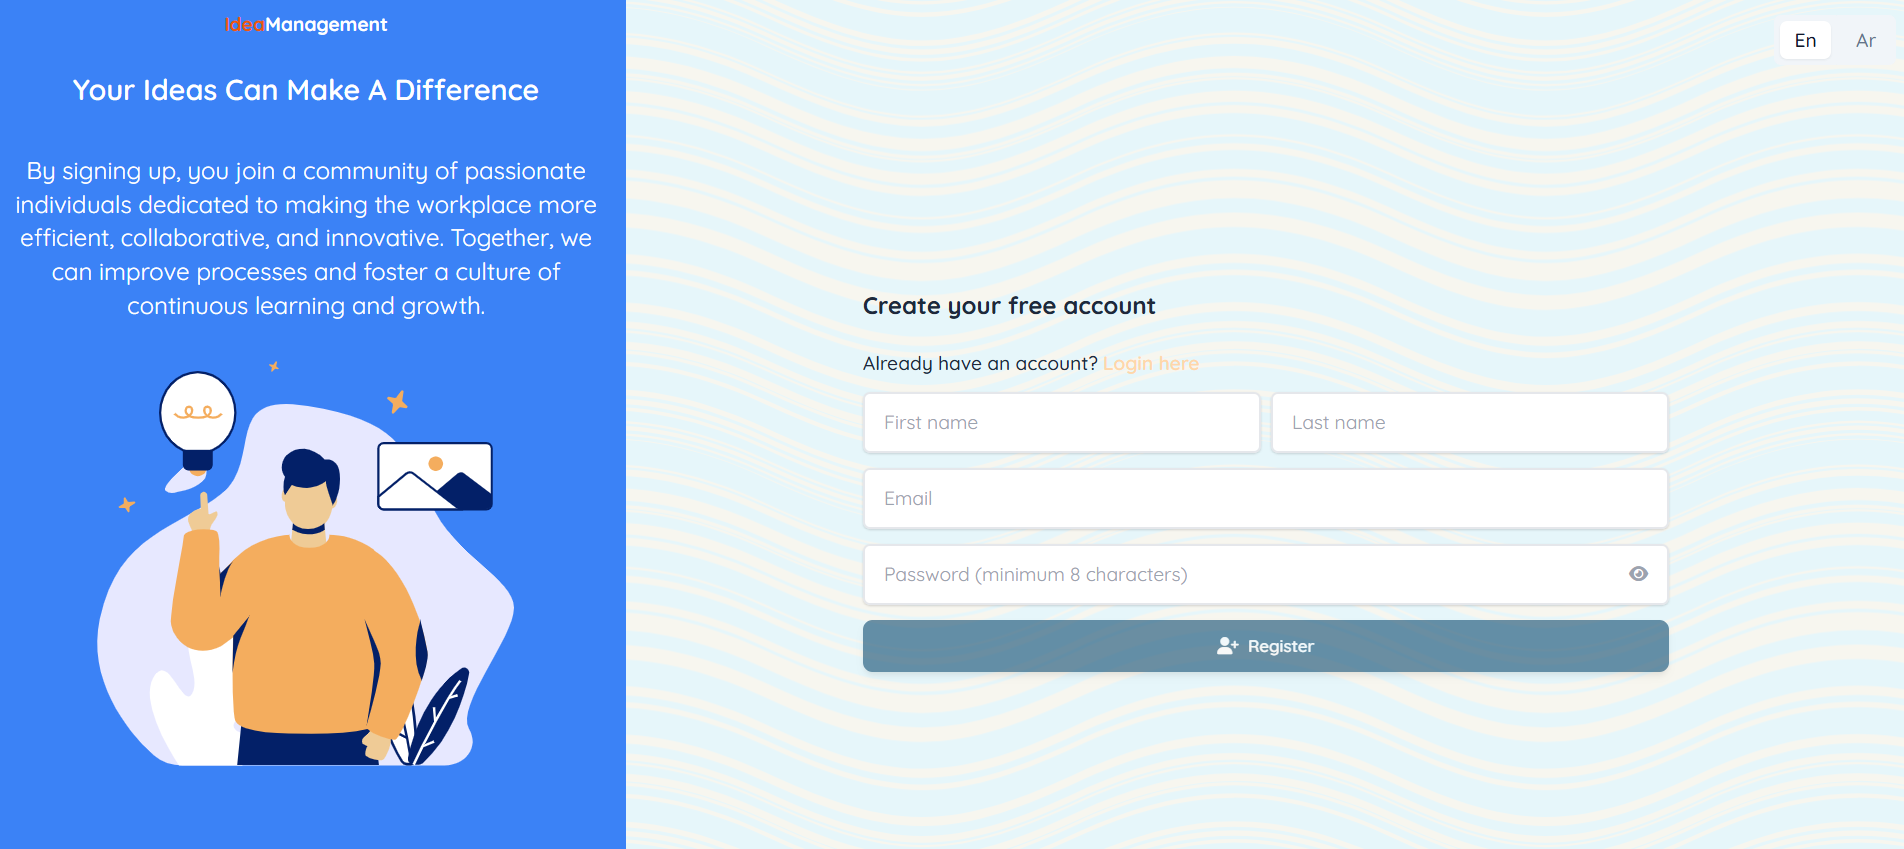 IdeaManagement
Your Ideas Can Make A Difference
By signing up, you join a community of passionate
individuals dedicated to making the workplace more
efficient, collaborative, and innovative. Together, we
can improve processes and foster a culture of
continuous learning and growth.
En Ar
Create your free account
Already have an account? Login here
First name Last name
Email
Password (minimum 8 characters)
Register